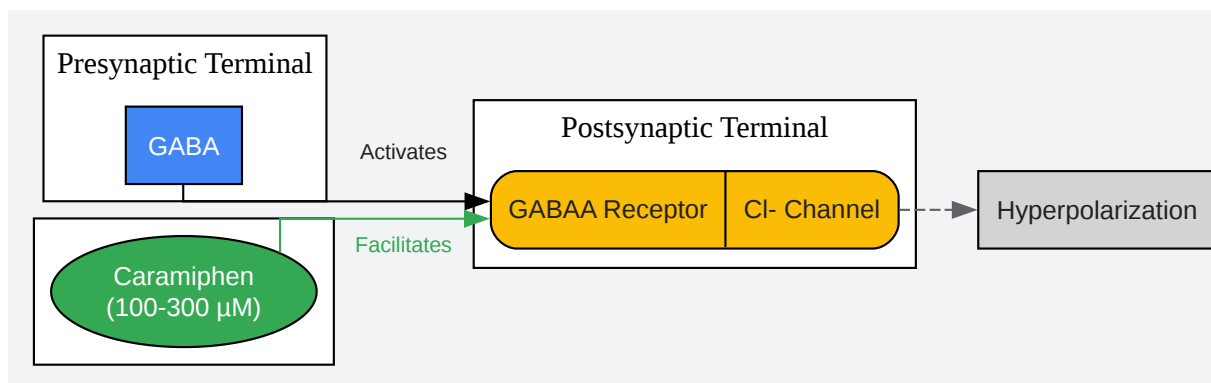 Presynaptic Terminal
GABA
Activates
Postsynaptic Terminal
GABAA Receptor
Cl- Channel
Hyperpolarization
Facilitates
Caramiphen
(100-300 µM)